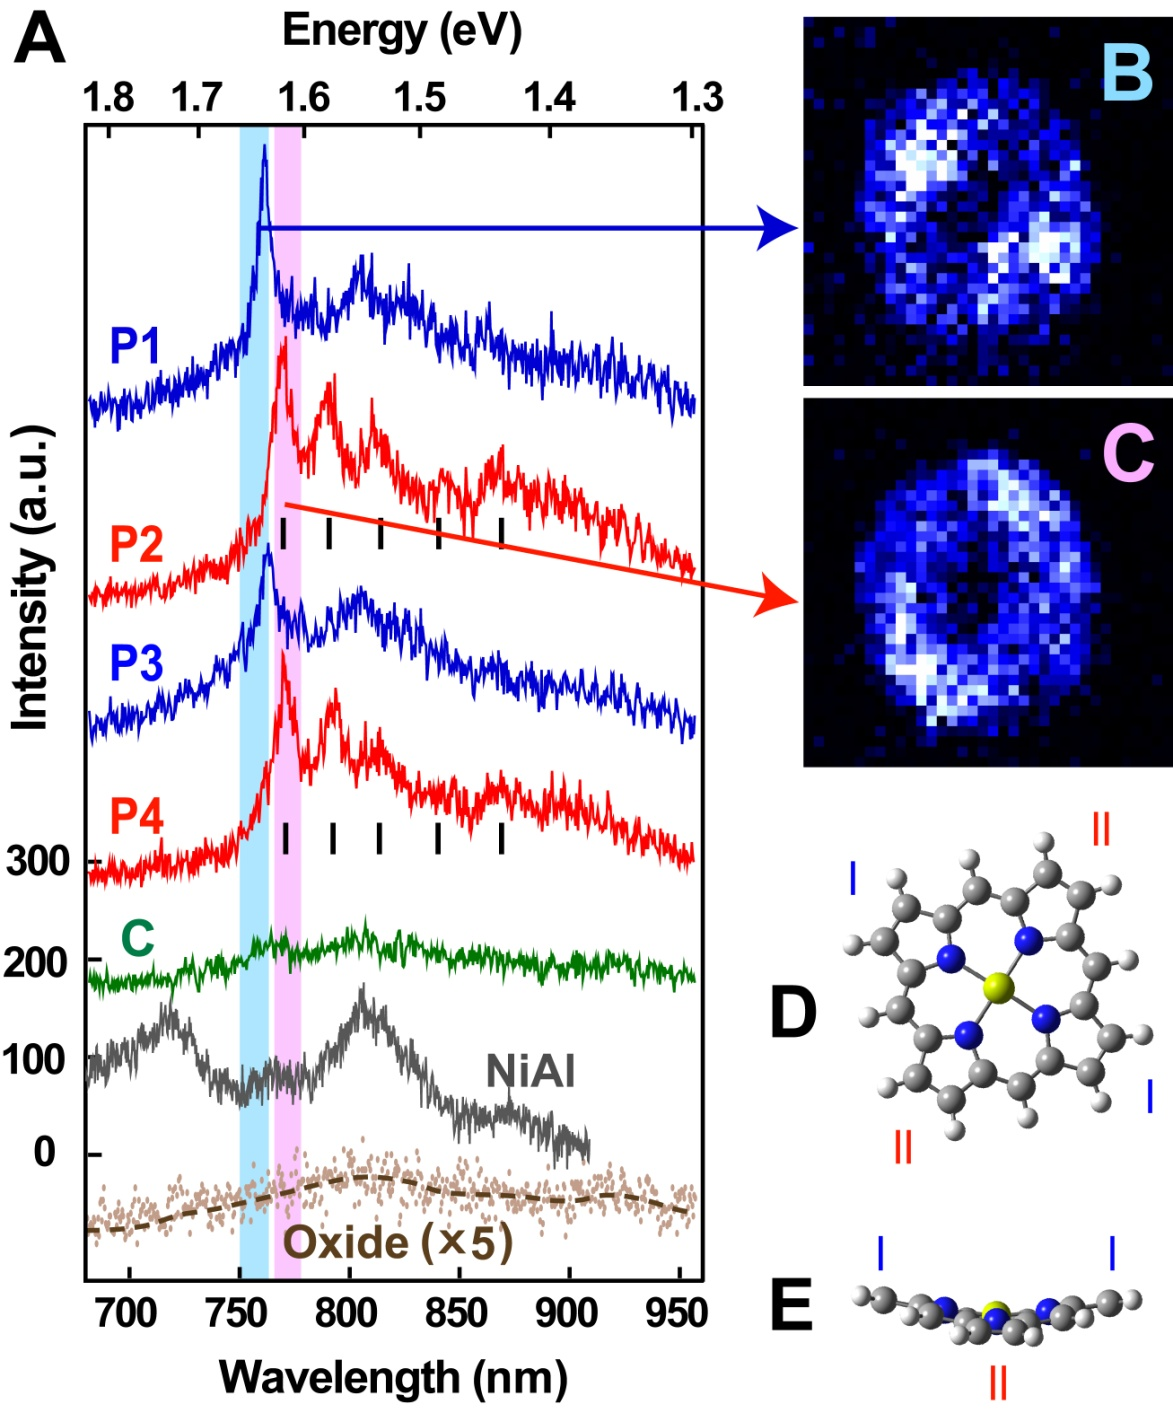 A
Energy (eV)
1.8 1.7 1.6 1.5 1.4 1.3
B
P1
P2
P3
P4
C
NiAl
Oxide (×5)
Intensity (a.u.)
300
200
100
0
700 750 800 850 900 950
Wavelength (nm)
C
D
I
II
II
I
E
I
I
II